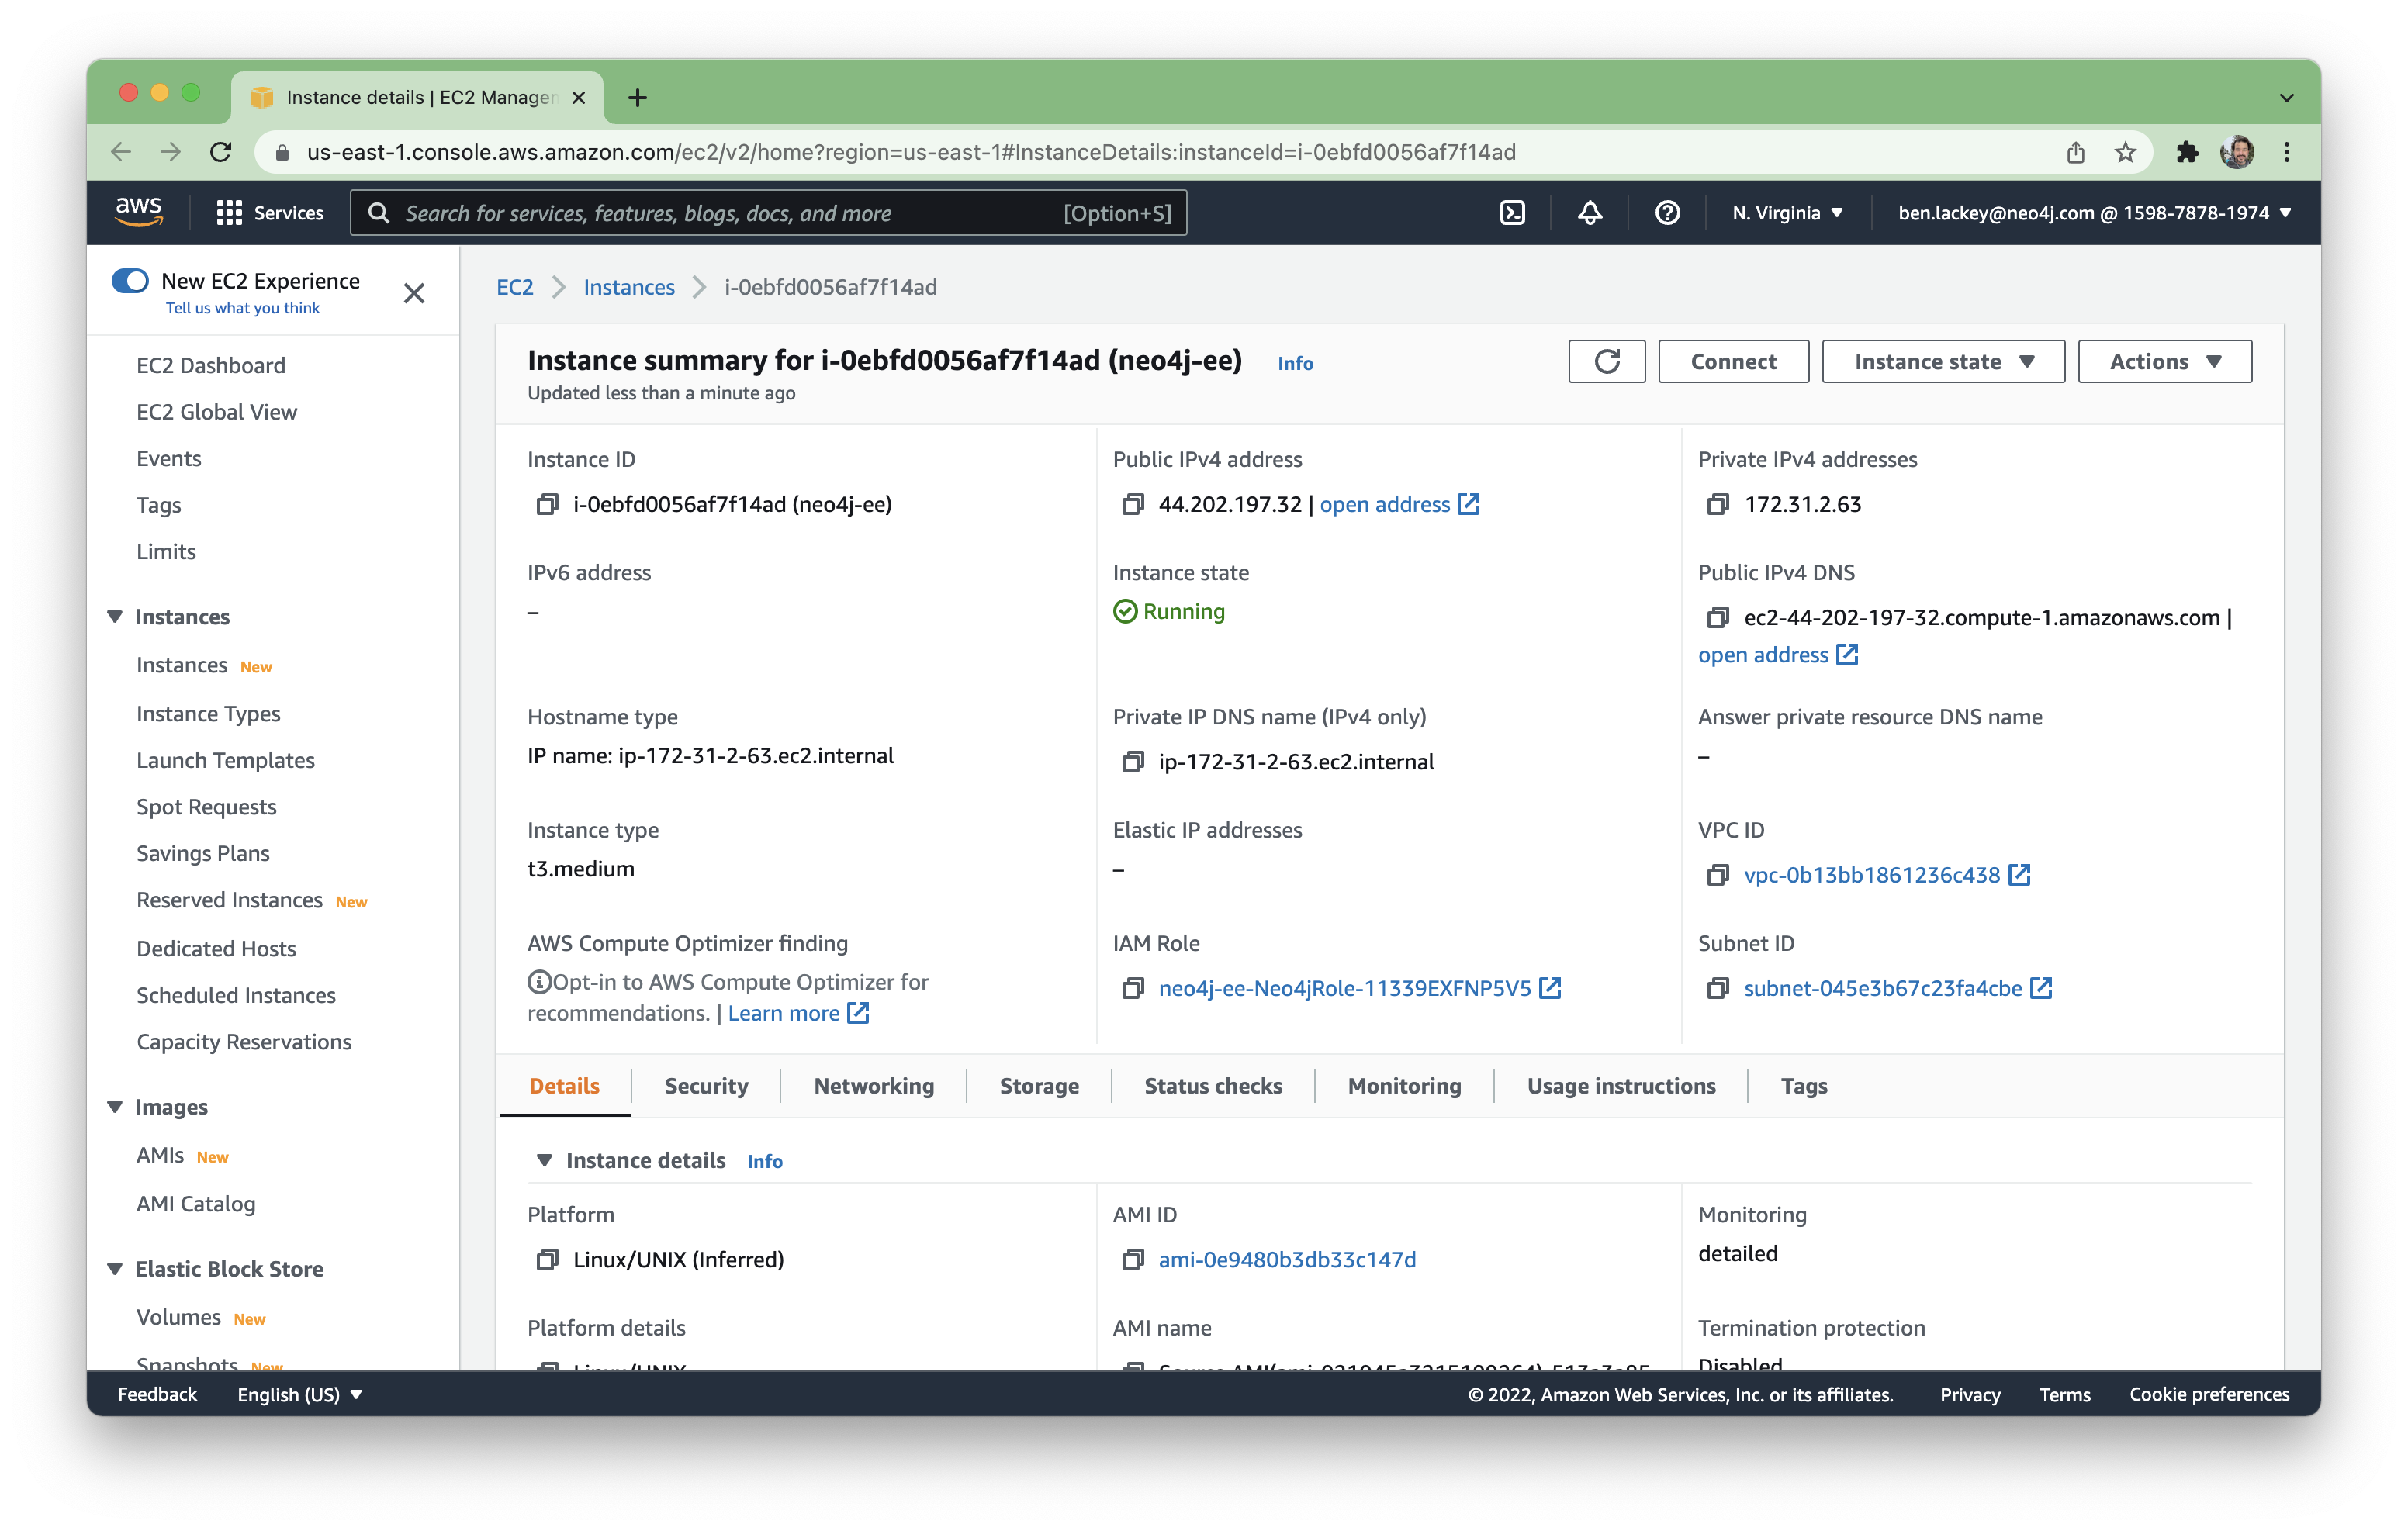 Instance details | EC2 Manager
us-east-1.console.aws.amazon.com/ec2/v2/home?region=us-east-1#InstanceDetails:instanceId=i-0ebfd0056af7f14ad
aws
Services
Search for services, features, blogs, docs, and more
[Option+S]
N. Virginia
ben.lackey@neo4j.com @ 1598-7878-1974
New EC2 Experience
Tell us what you think
EC2 Dashboard
EC2 Global View
Events
Tags
Limits
Instances
Instances New
Instance Types
Launch Templates
Spot Requests
Savings Plans
Reserved Instances New
Dedicated Hosts
Scheduled Instances
Capacity Reservations
Images
AMIs New
AMI Catalog
Elastic Block Store
Volumes New
Snapshots New
EC2 > Instances > i-0ebfd0056af7f14ad
Instance summary for i-0ebfd0056af7f14ad (neo4j-ee) Info
Updated less than a minute ago
Connect
Instance state
Actions
Instance ID
i-0ebfd0056af7f14ad (neo4j-ee)
Public IPv4 address
44.202.197.32 | open address
Private IPv4 addresses
172.31.2.63
IPv6 address
–
Instance state
Running
Public IPv4 DNS
ec2-44-202-197-32.compute-1.amazonaws.com |
open address
Hostname type
IP name: ip-172-31-2-63.ec2.internal
Private IP DNS name (IPv4 only)
ip-172-31-2-63.ec2.internal
Answer private resource DNS name
–
Instance type
t3.medium
Elastic IP addresses
–
VPC ID
vpc-0b13bb1861236c438
AWS Compute Optimizer finding
Opt-in to AWS Compute Optimizer for
recommendations. | Learn more
IAM Role
neo4j-ee-Neo4jRole-11339EXFNP5V5
Subnet ID
subnet-045e3b67c23fa4cbe
Details
Security
Networking
Storage
Status checks
Monitoring
Usage instructions
Tags
Instance details Info
Platform
Linux/UNIX (Inferred)
AMI ID
ami-0e9480b3db33c147d
Monitoring
detailed
Platform details
Linux/UNIX
AMI name
Termination protection
Disabled
Feedback
English (US)
© 2022, Amazon Web Services, Inc. or its affiliates.
Privacy
Terms
Cookie preferences